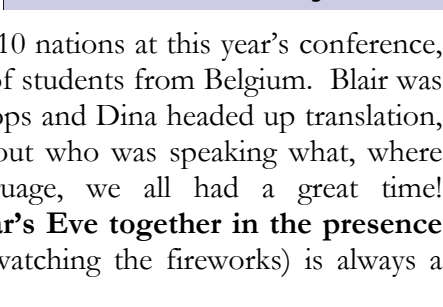 10 nations at this year's conference,
of students from Belgium. Blair was
ops and Dina headed up translation,
out who was speaking what, where
uage, we all had a great time!
ar's Eve together in the presence
watching the fireworks) is always a